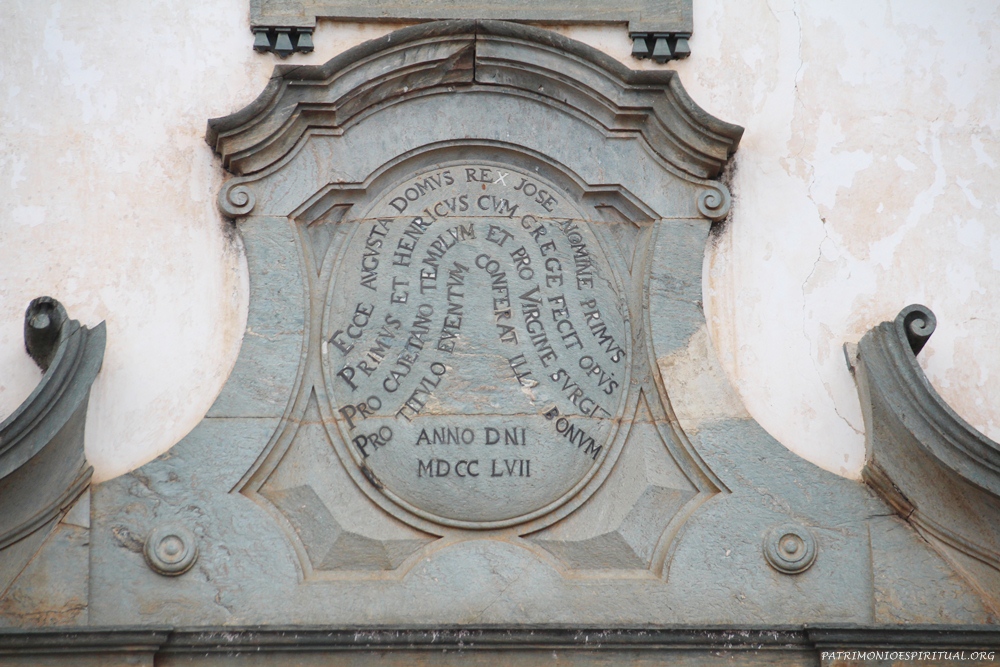 ECCE AVGVSTA DOMVS REX JOSE NOMINE PRIMVS
PRIMVS ET HENRICVS CVM GREGE FECIT OPVS
PRO CAJETANO TEMPLVM ET PRO VIRGINE SVRGIT
PRO TITVLO EVENTVM CONFERAT ILLA BONVM
ANNO DNI
MDCC LVII
PATRIMONIOESPIRITUAL.ORG